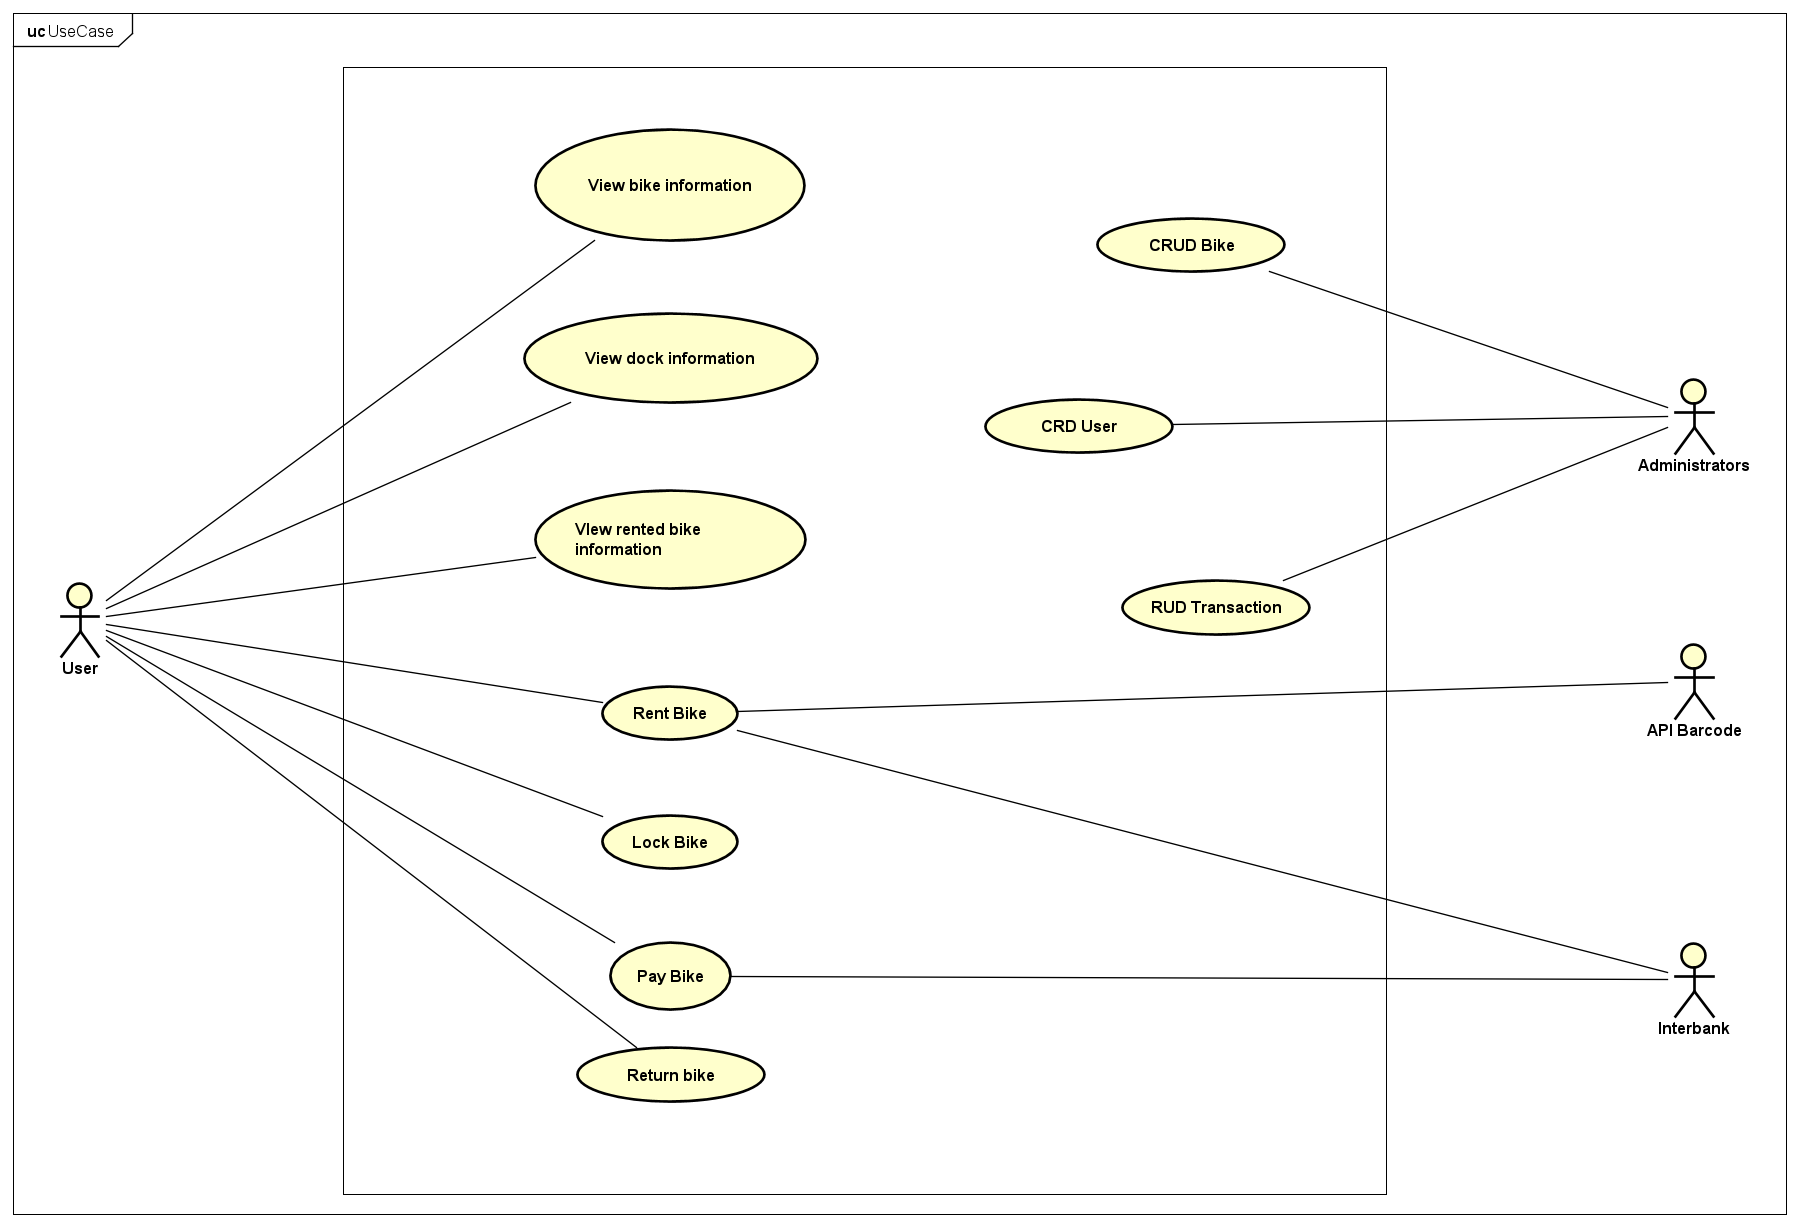 uc UseCase
View bike information
CRUD Bike
View dock information
CRD User
Administrators
VIew rented bike
information
RUD Transaction
User
Rent Bike
API Barcode
Lock Bike
Pay Bike
Interbank
Return bike